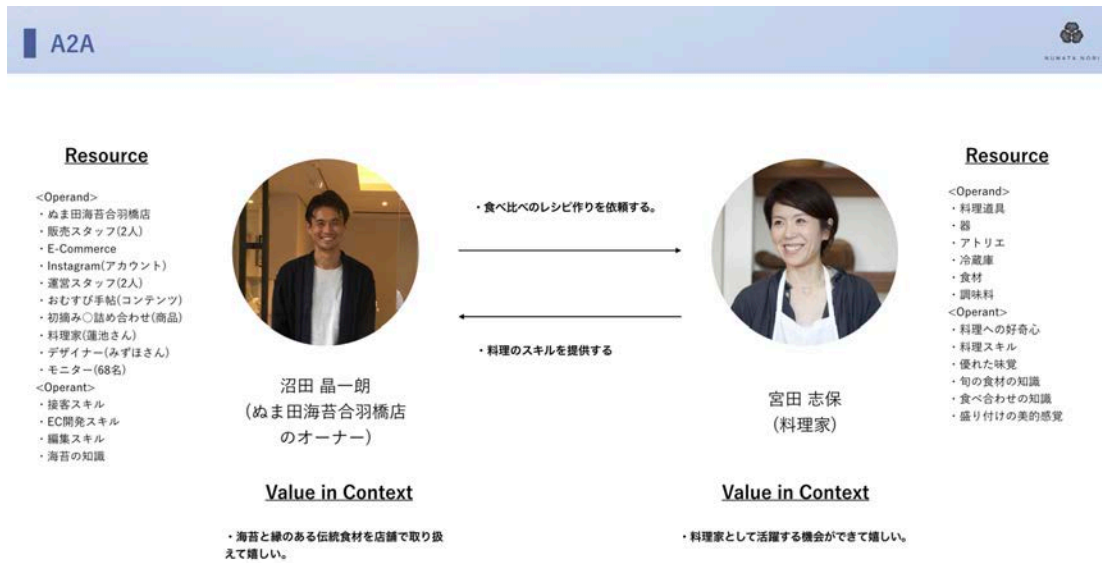 A2A
NUMATA NORI
Resource
<Operand>
・ぬま田海苔合羽橋店
・販売スタッフ(2人)
・E-Commerce
・Instagram(アカウント)
・運営スタッフ(2人)
・おむすび手帖(コンテンツ)
・初摘み〇詰め合わせ(商品)
・料理家(蓮池さん)
・デザイナー(みずほさん)
・モニター(68名)
<Operant>
・接客スキル
・EC開発スキル
・編集スキル
・海苔の知識
・食べ比べのレシピ作りを依頼する。
・料理のスキルを提供する
沼田 晶一朗
（ぬま田海苔合羽橋店
のオーナー）
Value in Context
・海苔と縁のある伝統食材を店舗で取り扱
えて嬉しい。
Resource
<Operand>
・料理道具
・器
・アトリエ
・冷蔵庫
・食材
・調味料
<Operant>
・料理への好奇心
・料理スキル
・優れた味覚
・旬の食材の知識
・食べ合わせの知識
・盛り付けの美的感覚
宮田 志保
（料理家）
Value in Context
・料理家として活躍する機会ができて嬉しい。